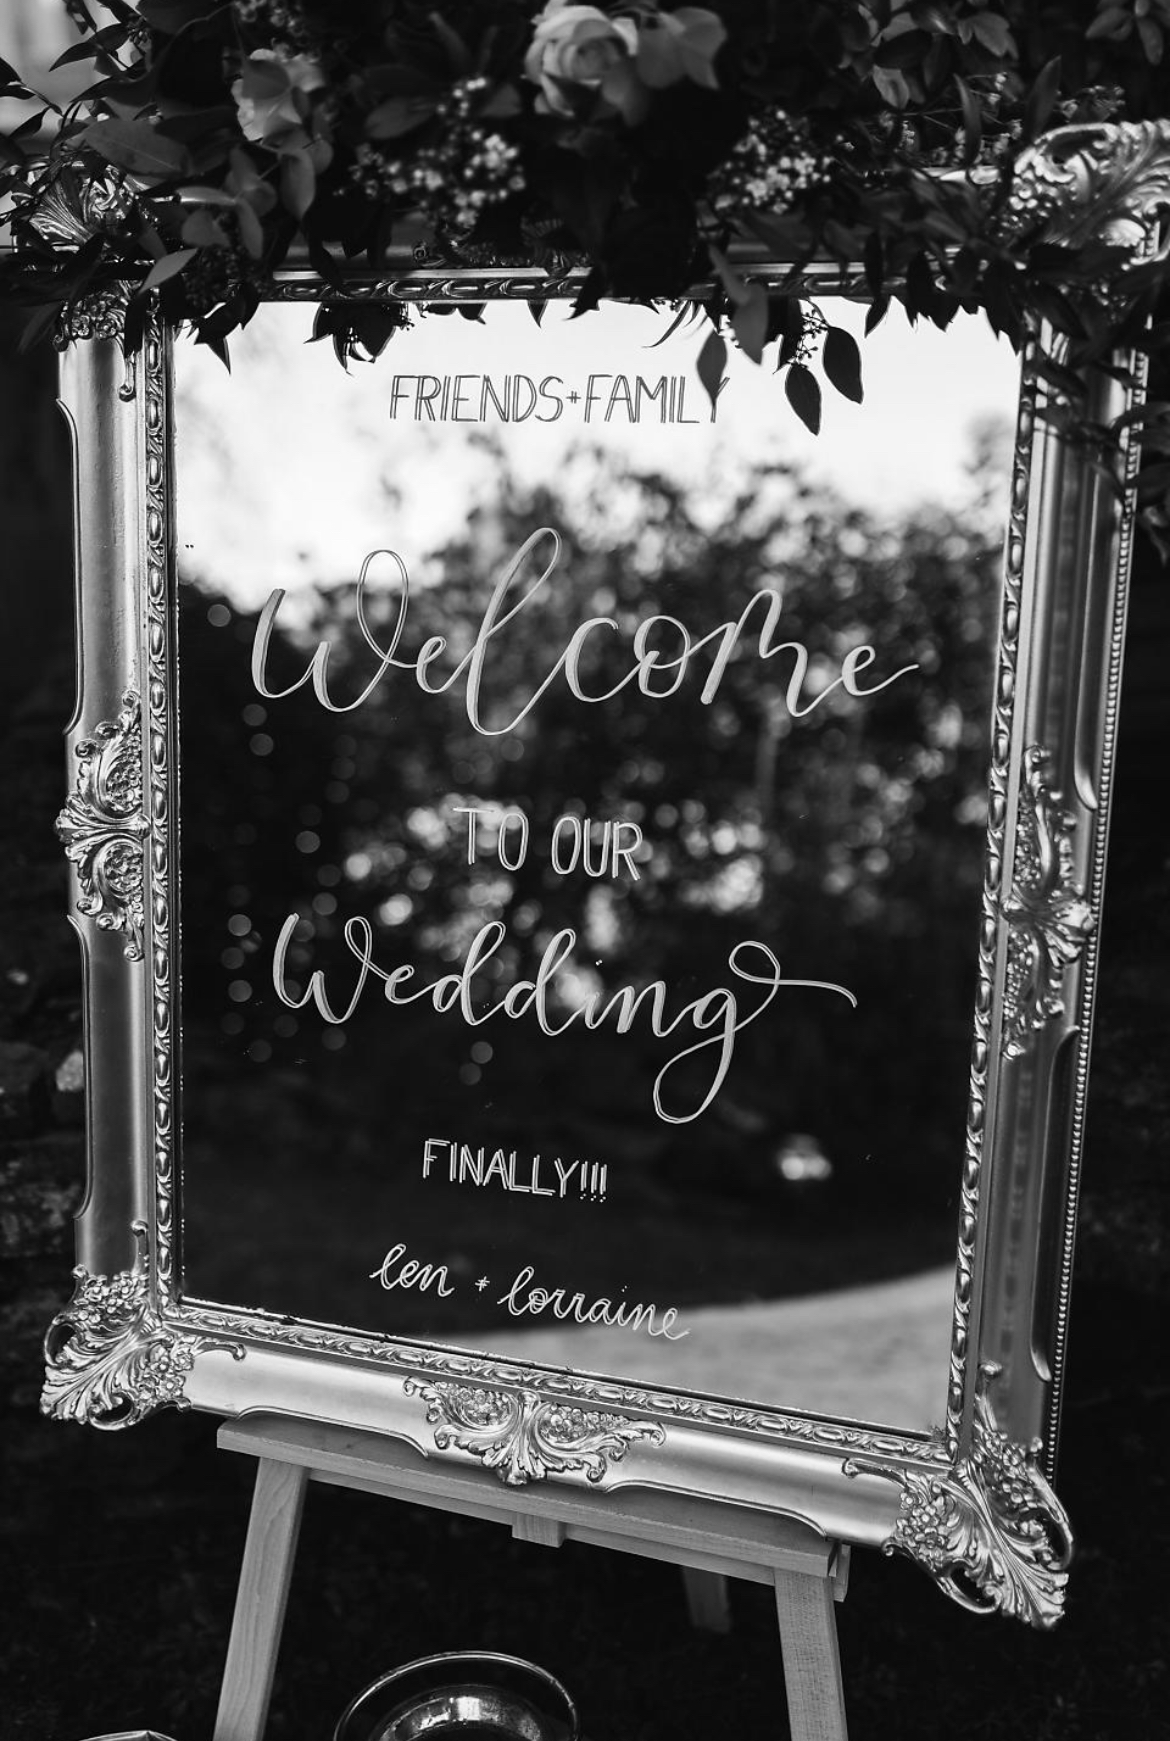 FRIENDS+FAMILY
Welcome
TO OUR
Wedding
FINALLY!!!
len + lorraine